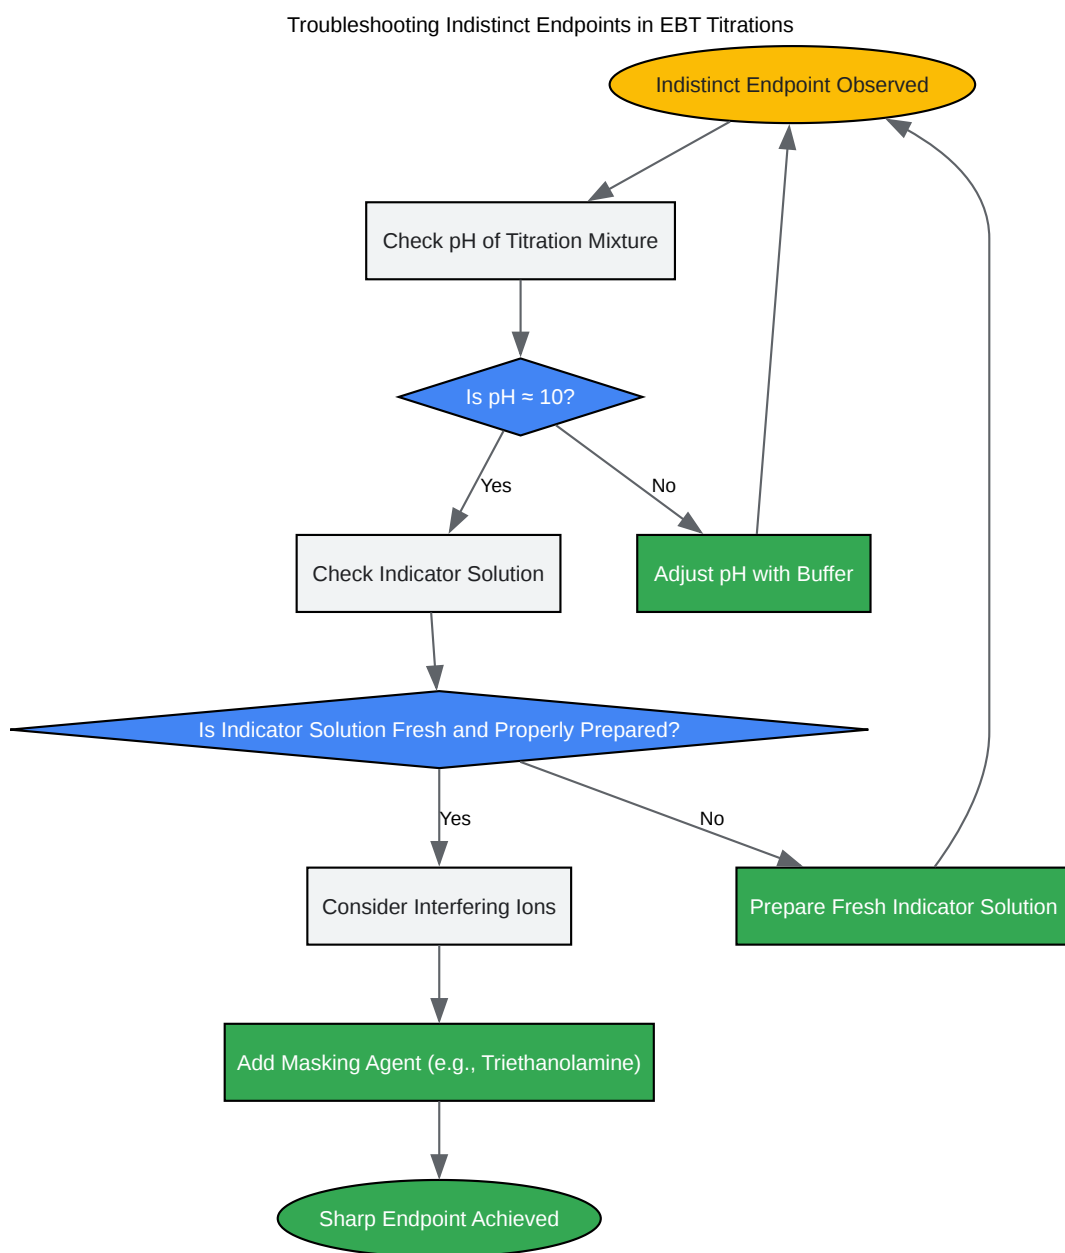 Troubleshooting Indistinct Endpoints in EBT Titrations
Indistinct Endpoint Observed
Check pH of Titration Mixture
Is pH ≈ 10?
Yes
No
Check Indicator Solution
Adjust pH with Buffer
Is Indicator Solution Fresh and Properly Prepared?
Yes
No
Consider Interfering Ions
Prepare Fresh Indicator Solution
Add Masking Agent (e.g., Triethanolamine)
Sharp Endpoint Achieved